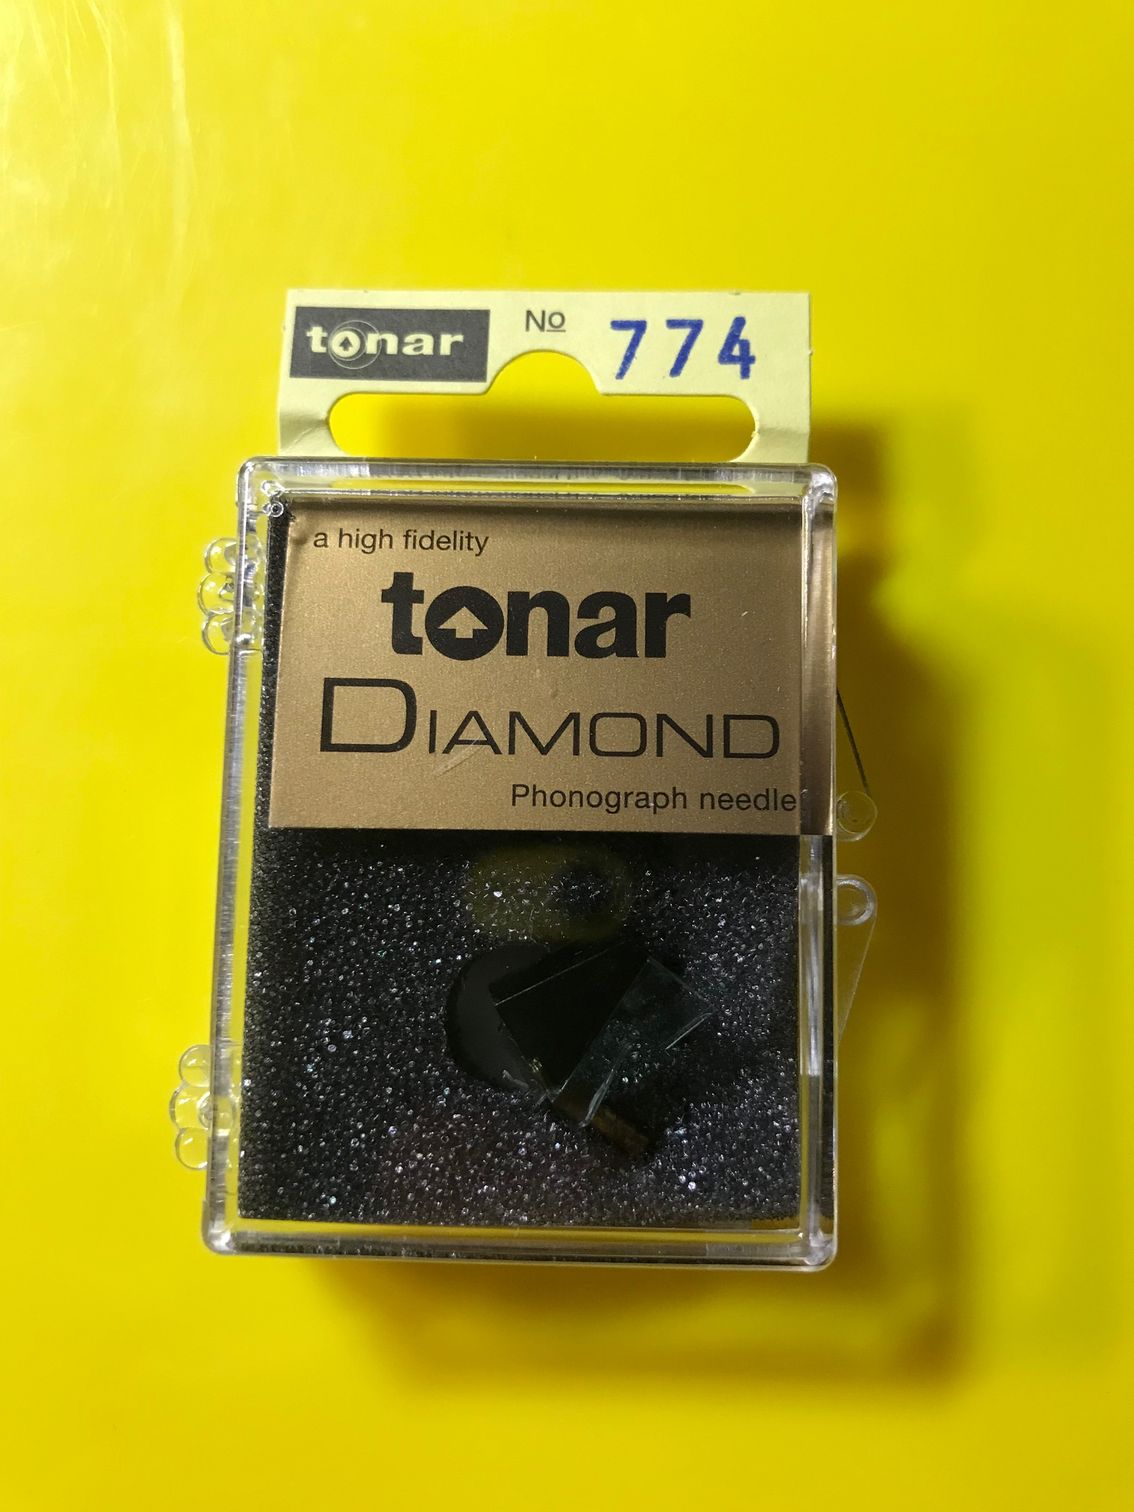 tonar Nº 774
a high fidelity
tonar
DIAMOND
Phonograph needle